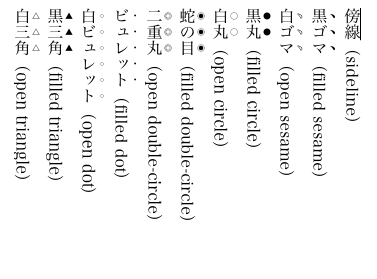 傍線 (sideline)
黒ゴマ (filled sesame)
白ゴマ (open sesame)
黒丸 (filled circle)
白丸 (open circle)
蛇の目 (filled double-circle)
二重丸 (open double-circle)
ビュレット (filled dot)
白ビュレット (open dot)
黒三角 (filled triangle)
白三角 (open triangle)